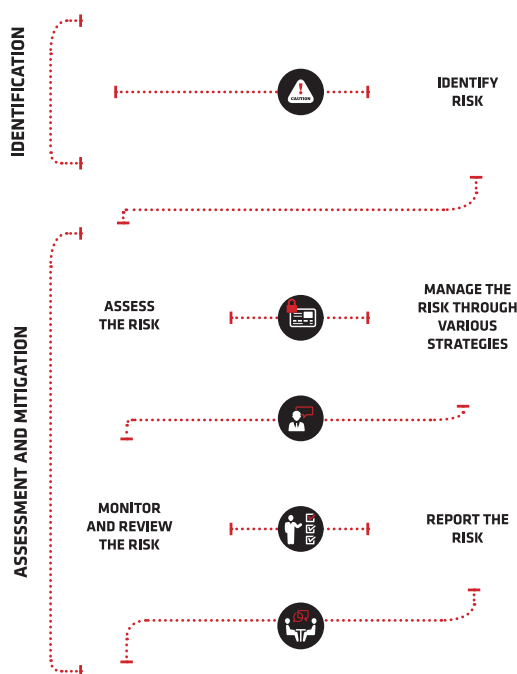 IDENTIFICATION
CAUTION
IDENTIFY
RISK
ASSESSMENT AND MITIGATION
ASSESS
THE RISK
MANAGE THE
RISK THROUGH
VARIOUS
STRATEGIES
MONITOR
AND REVIEW
THE RISK
REPORT THE
RISK